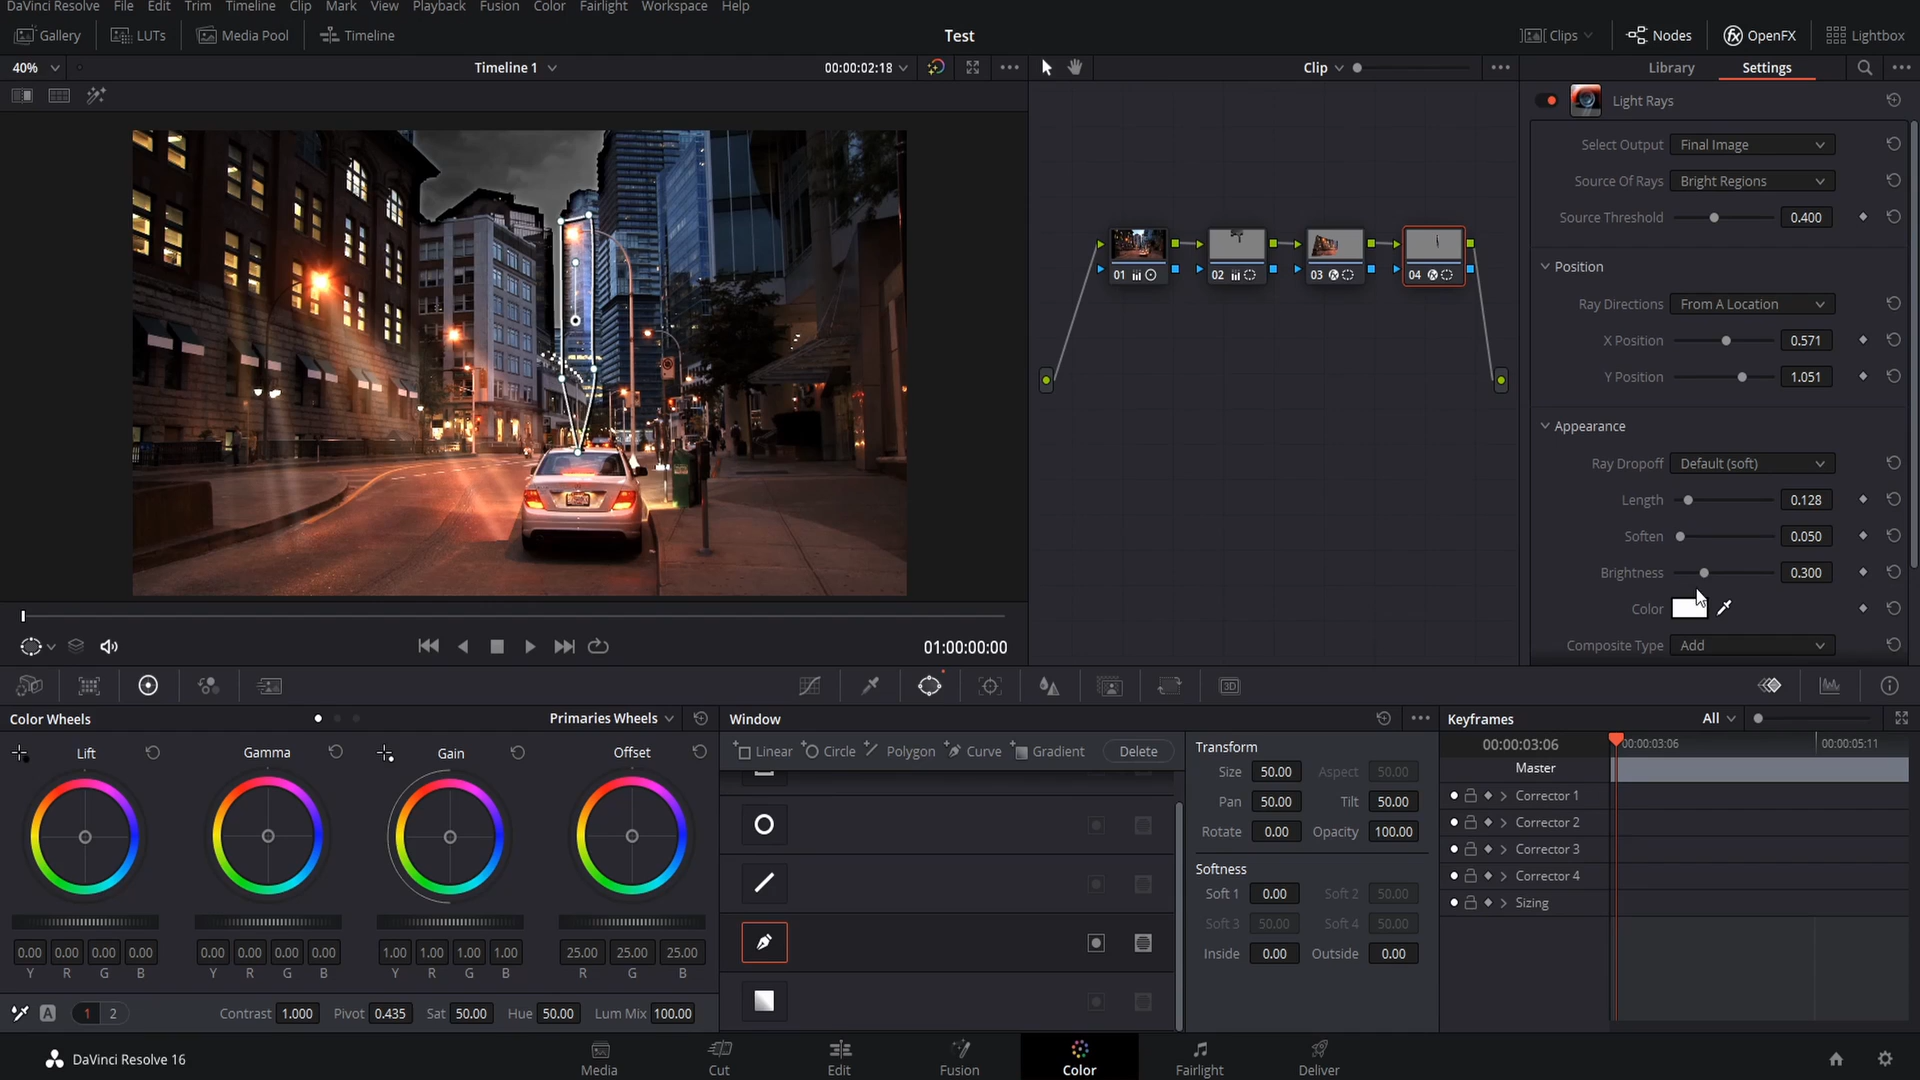 DaVinci Resolve File Edit Trim Timeline Clip Mark View Playback Fusion Color Fairlight Workspace Help
Gallery LUTs Media Pool Timeline Test Clips Nodes OpenFX Lightbox
40% Timeline 1 00:00:02:18 Clip Library Settings
Light Rays
Select Output Final Image
Source Of Rays Bright Regions
Source Threshold 0.400
Position
Ray Directions From A Location
X Position 0.571
Y Position 1.051
Appearance
Ray Dropoff Default (soft)
Length 0.128
Soften 0.050
Brightness 0.300
Color
Composite Type Add
01 02 03 04
01:00:00:00
3D
Color Wheels Primaries Wheels
Lift Gamma Gain Offset
0.00 0.00 0.00 0.00 0.00 0.00 0.00 0.00 1.00 1.00 1.00 1.00 25.00 25.00 25.00
Y R G B Y R G B Y R G B R G B
A 1 2 Contrast 1.000 Pivot 0.435 Sat 50.00 Hue 50.00 Lum Mix 100.00
Window
Linear Circle Polygon Curve Gradient Delete
Transform
Size 50.00 Aspect 50.00
Pan 50.00 Tilt 50.00
Rotate 0.00 Opacity 100.00
Softness
Soft 1 0.00 Soft 2 50.00
Soft 3 50.00 Soft 4 50.00
Inside 0.00 Outside 0.00
Keyframes All
00:00:03:06 00:00:03:06 00:00:05:11
Master
Corrector 1
Corrector 2
Corrector 3
Corrector 4
Sizing
DaVinci Resolve 16 Media Cut Edit Fusion Color Fairlight Deliver